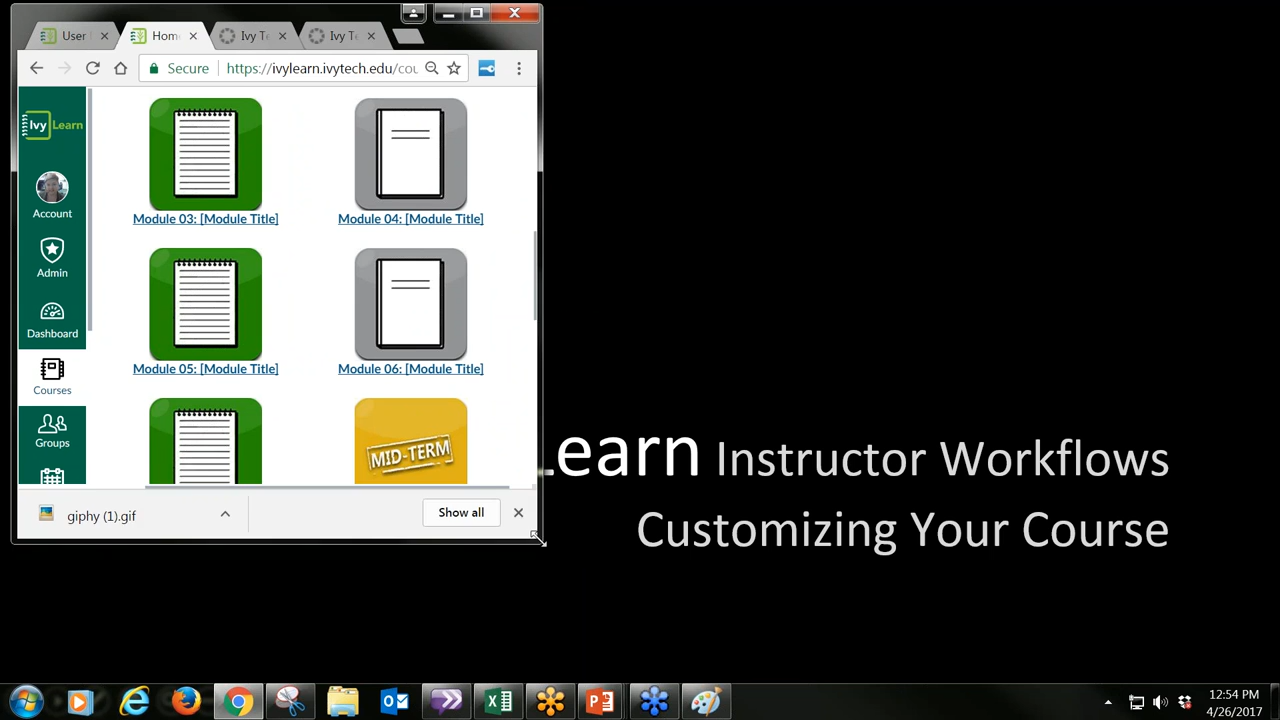 User
Home
Ivy Te
Ivy Te
Secure
https://ivylearn.ivytech.edu/cou
Ivy Learn
Account
Admin
Dashboard
Courses
Groups
Module 03: [Module Title]
Module 04: [Module Title]
Module 05: [Module Title]
Module 06: [Module Title]
MID-TERM
giphy (1).gif
Show all
Learn Instructor Workflows
Customizing Your Course
12:54 PM
4/26/2017